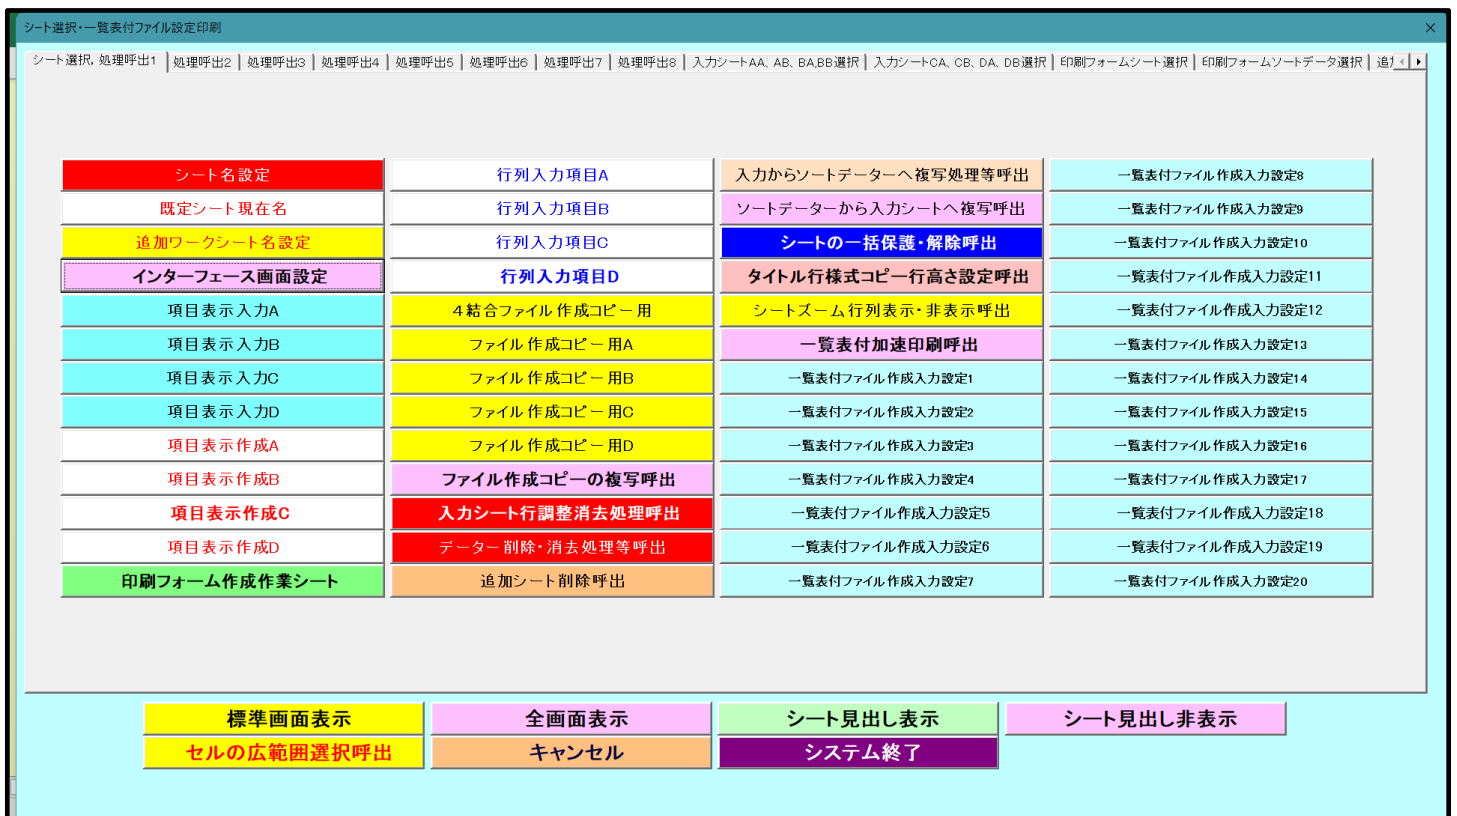 シート選択・一覧表付ファイル設定印刷
シート選択, 処理呼出1 処理呼出2 処理呼出3 処理呼出4 処理呼出5 処理呼出6 処理呼出7 処理呼出8 入力シートAA、AB、BA,BB選択 入力シートCA、CB、DA、DB選択 印刷フォームシート選択 印刷フォームソートデータ選択
シート名設定
既定シート現在名
追加ワークシート名設定
インターフェース画面設定
項目表示入力A
項目表示入力B
項目表示入力C
項目表示入力D
項目表示作成A
項目表示作成B
項目表示作成C
項目表示作成D
印刷フォーム作成作業シート
行列入力項目A
行列入力項目B
行列入力項目C
行列入力項目D
4結合ファイル作成コピー用
ファイル作成コピー用A
ファイル作成コピー用B
ファイル作成コピー用C
ファイル作成コピー用D
ファイル作成コピーの複写呼出
入力シート行調整消去処理呼出
データー削除・消去処理等呼出
追加シート削除呼出
入力からソートデーターへ複写処理等呼出
ソートデーターから入力シートへ複写呼出
シートの一括保護・解除呼出
タイトル行様式コピー行高さ設定呼出
シートズーム行列表示・非表示呼出
一覧表付加速印刷呼出
一覧表付ファイル作成入力設定1
一覧表付ファイル作成入力設定2
一覧表付ファイル作成入力設定3
一覧表付ファイル作成入力設定4
一覧表付ファイル作成入力設定5
一覧表付ファイル作成入力設定6
一覧表付ファイル作成入力設定7
一覧表付ファイル作成入力設定8
一覧表付ファイル作成入力設定9
一覧表付ファイル作成入力設定10
一覧表付ファイル作成入力設定11
一覧表付ファイル作成入力設定12
一覧表付ファイル作成入力設定13
一覧表付ファイル作成入力設定14
一覧表付ファイル作成入力設定15
一覧表付ファイル作成入力設定16
一覧表付ファイル作成入力設定17
一覧表付ファイル作成入力設定18
一覧表付ファイル作成入力設定19
一覧表付ファイル作成入力設定20
標準画面表示 全画面表示 シート見出し表示 シート見出し非表示
セルの広範囲選択呼出 キャンセル システム終了